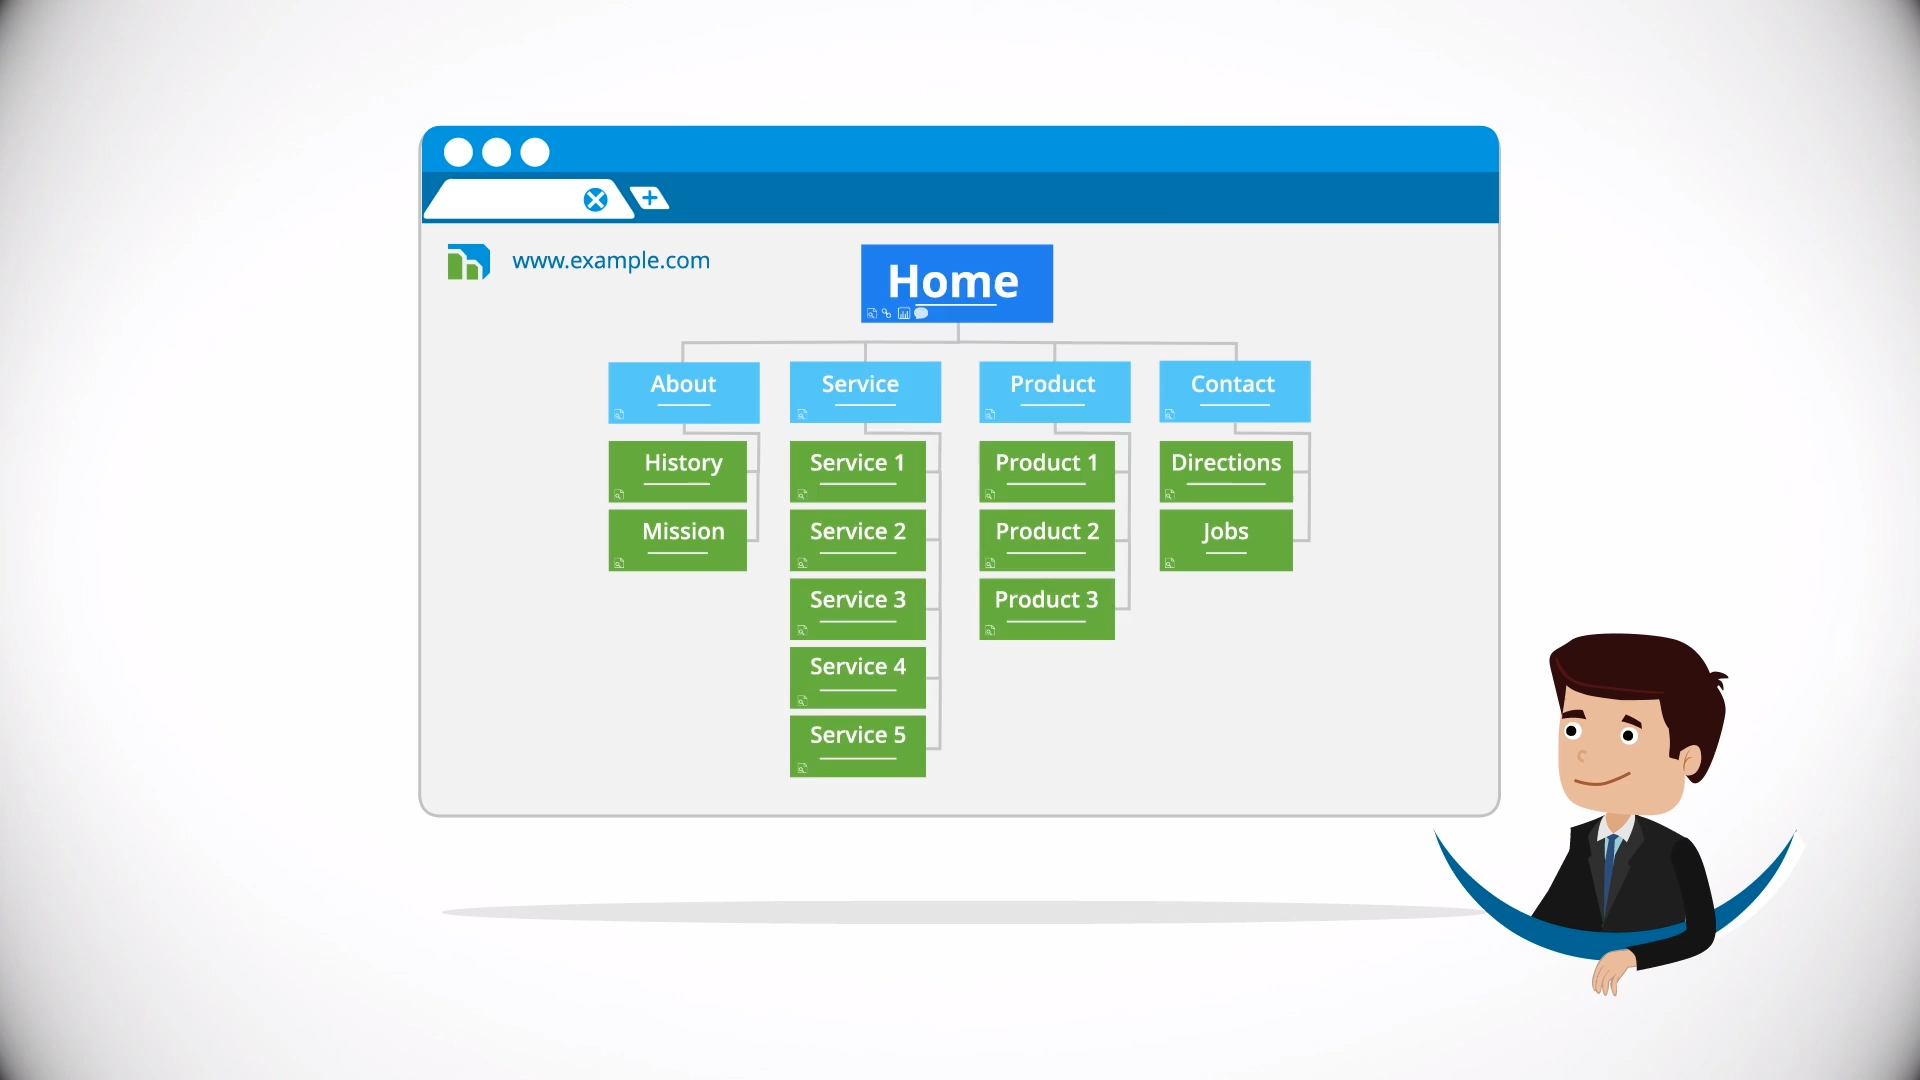 www.example.com
Home
About
Service
Product
Contact
History
Service 1
Product 1
Directions
Mission
Service 2
Product 2
Jobs
Service 3
Product 3
Service 4
Service 5